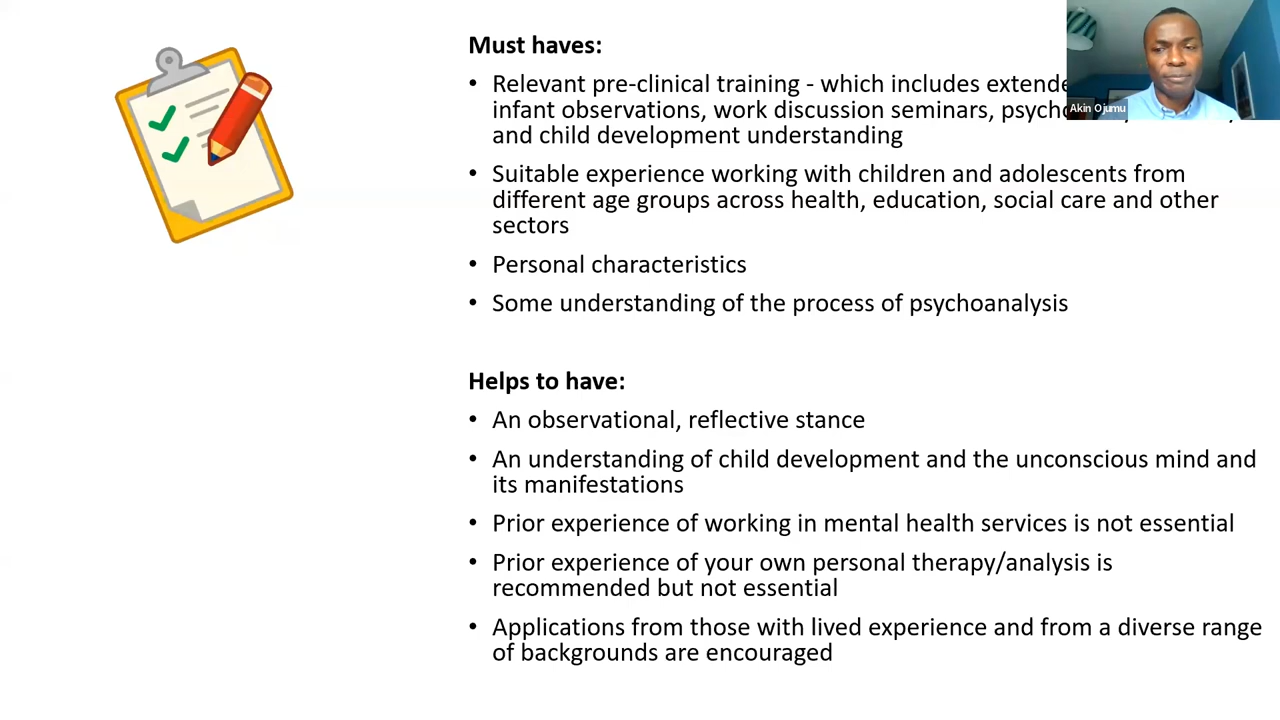 Must haves:
• Relevant pre-clinical training - which includes
infant observations, work discussion seminars,
and child development understanding
• Suitable experience working with children and adolescents from
different age groups across health, education, social care and other
sectors
• Personal characteristics
• Some understanding of the process of psychoanalysis
Helps to have:
• An observational, reflective stance
• An understanding of child development and the unconscious mind and
its manifestations
• Prior experience of working in mental health services is not essential
• Prior experience of your own personal therapy/analysis is
recommended but not essential
• Applications from those with lived experience and from a diverse range
of backgrounds are encouraged
Akin Ojumu